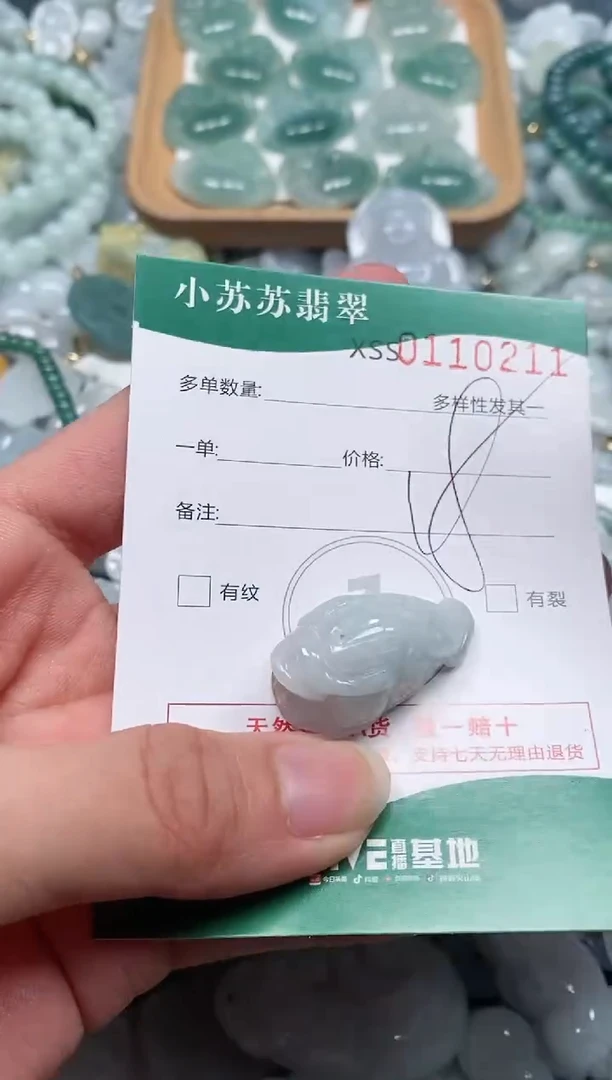 小苏苏翡翠
XSS0110211
多单数量:
多样性发其一
一单: 价格:
备注:
有纹 有裂
天然 货 一赔十
支持七天无理由退货
直播基地